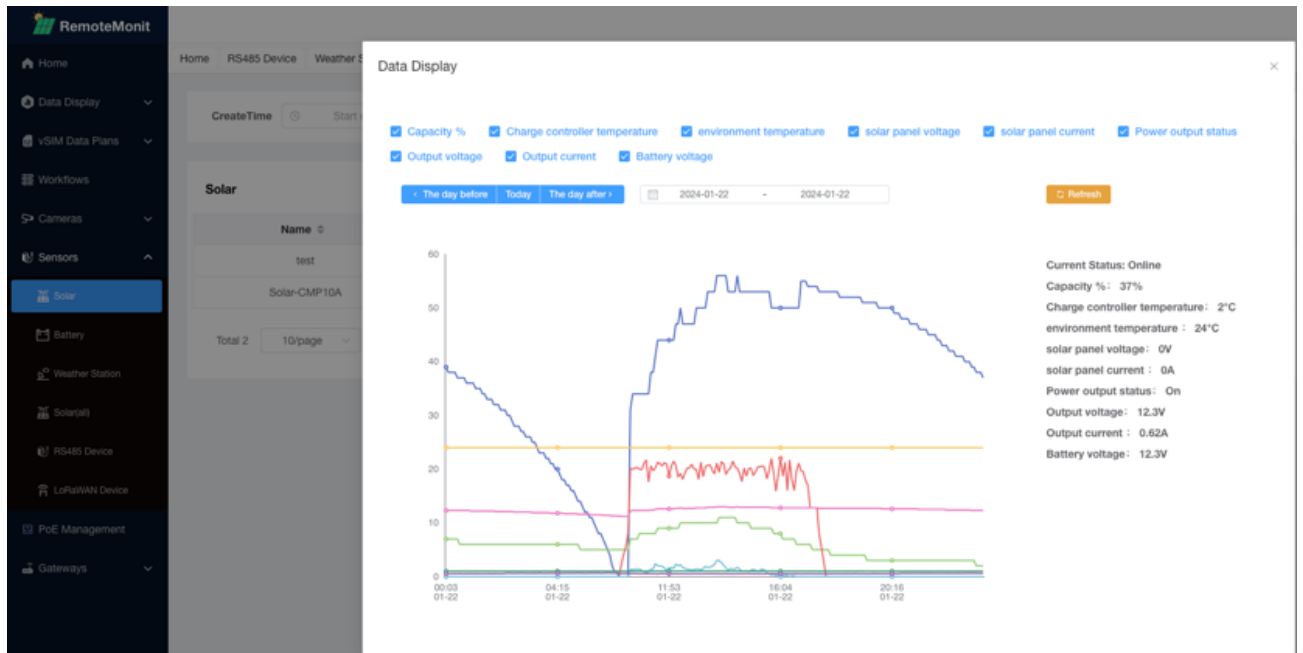 RemoteMonit
Home
Data Display
vSIM Data Plans
Workflows
Cameras
Sensors
Solar
Battery
Weather Station
Solar(all)
RS485 Device
LoRaWAN Device
PoE Management
Gateways
Home RS485 Device Weather S
CreateTime Start
Solar
Name
test
Solar-CMP10A
Total 2 10/page
Data Display
Capacity % Charge controller temperature environment temperature solar panel voltage solar panel current Power output status
Output voltage Output current Battery voltage
‹ The day before Today The day after › 2024-01-22 - 2024-01-22 Refresh
60
50
40
30
20
10
0
00:03 04:15 11:53 16:04 20:16
01-22 01-22 01-22 01-22 01-22
Current Status: Online
Capacity %: 37%
Charge controller temperature: 2°C
environment temperature : 24°C
solar panel voltage: 0V
solar panel current : 0A
Power output status: On
Output voltage: 12.3V
Output current : 0.62A
Battery voltage: 12.3V